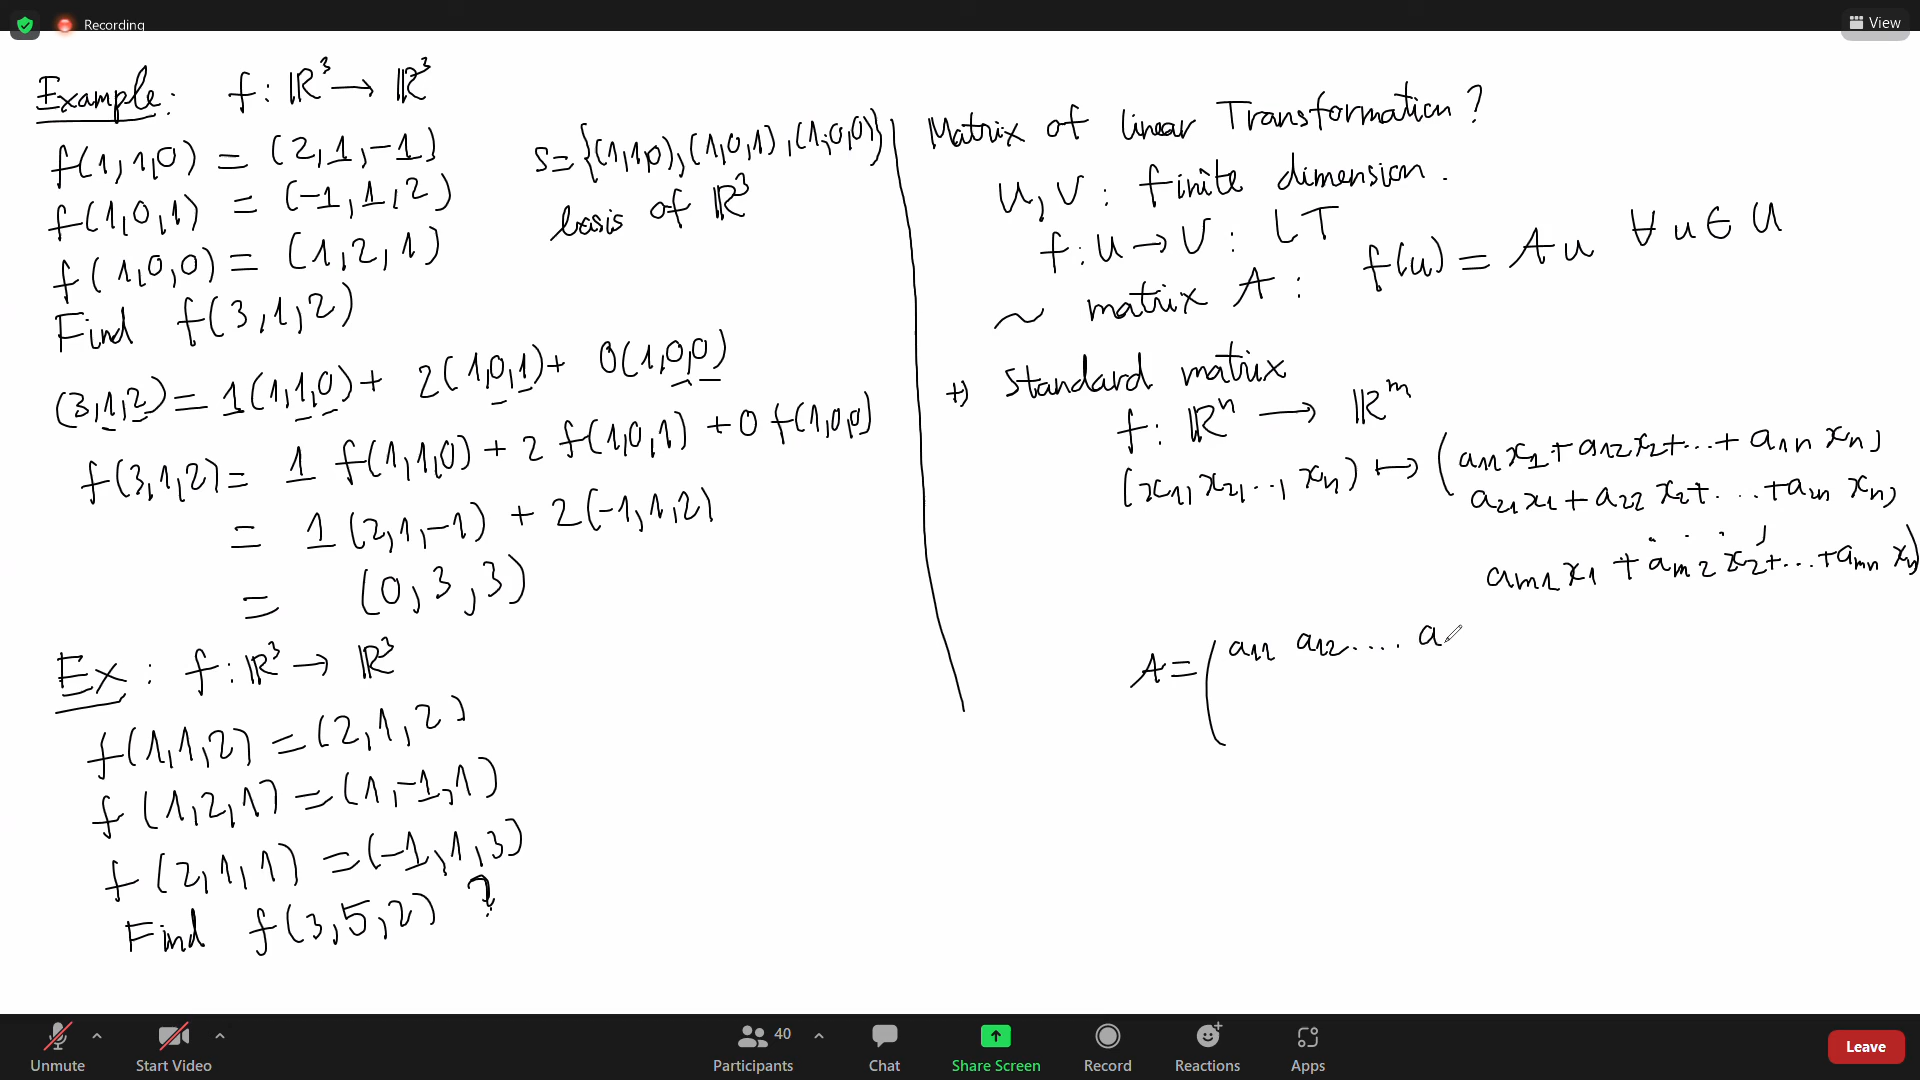 Recording
View
Example: f: ℝ³ → ℝ³
f(1,1,0) = (2,1,-1)
f(1,0,1) = (-1,1,2)
f(1,0,0) = (1,2,1)
Find f(3,1,2)
S = {(1,1,0), (1,0,1), (1,0,0)}
basis of ℝ³
(3,1,2) = 1(1,1,0) + 2(1,0,1) + 0(1,0,0)
f(3,1,2) = 1 f(1,1,0) + 2 f(1,0,1) + 0 f(1,0,0)
= 1 (2,1,-1) + 2(-1,1,2)
= (0,3,3)
Ex: f: ℝ³ → ℝ³
f(1,1,2) = (2,1,2)
f(1,2,1) = (1,-1,1)
f(2,1,1) = (-1,1,3)
Find f(3,5,2) ?
Matrix of linear Transformation?
U, V: finite dimension.
f: U → V: LT
~ matrix A: f(u) = Au ∀ u ∈ U
+) Standard matrix
f: ℝⁿ → ℝᵐ
(x₁, x₂, ..., xₙ) ↦ (a₁₁x₁ + a₁₂x₂ + ... + a₁ₙxₙ,
a₂₁x₁ + a₂₂x₂ + ... + a₂ₙxₙ,
. . . ,
aₘ₁x₁ + aₘ₂x₂ + ... + aₘₙxₙ)
A = ( a₁₁ a₁₂ .... a
Unmute
Start Video
40
Participants
Chat
Share Screen
Record
Reactions
Apps
Leave